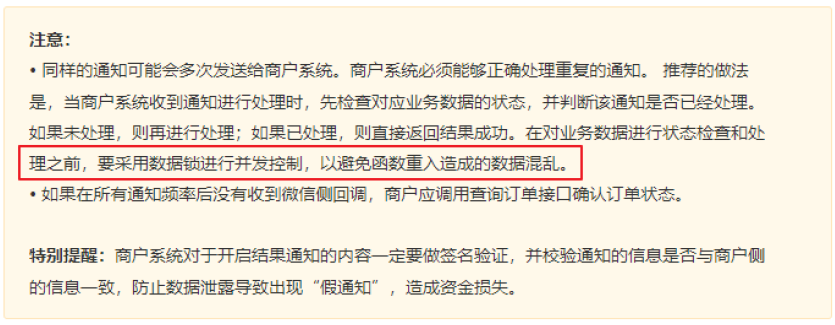 注意：
• 同样的通知可能会多次发送给商户系统。商户系统必须能够正确处理重复的通知。 推荐的做法
是，当商户系统收到通知进行处理时，先检查对应业务数据的状态，并判断该通知是否已经处理。
如果未处理，则再进行处理；如果已处理，则直接返回结果成功。在对业务数据进行状态检查和处
理之前，要采用数据锁进行并发控制，以避免函数重入造成的数据混乱。
• 如果在所有通知频率后没有收到微信侧回调，商户应调用查询订单接口确认订单状态。
特别提醒：商户系统对于开启结果通知的内容一定要做签名验证，并校验通知的信息是否与商户侧
的信息一致，防止数据泄露导致出现“假通知”，造成资金损失。